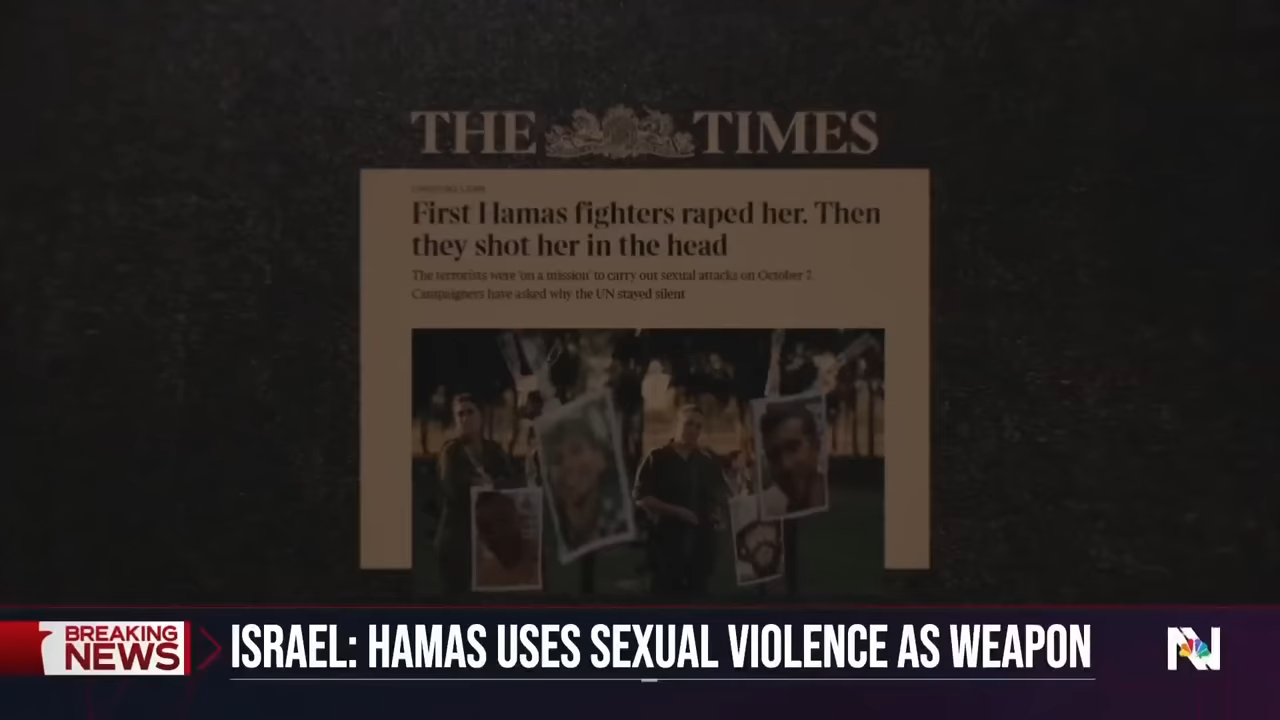 THE TIMES
First Hamas fighters raped her. Then
they shot her in the head
The terrorists were 'on a mission' to carry out sexual attacks on October 7.
Campaigners have asked why the UN stayed silent
BREAKING
NEWS
ISRAEL: HAMAS USES SEXUAL VIOLENCE AS WEAPON